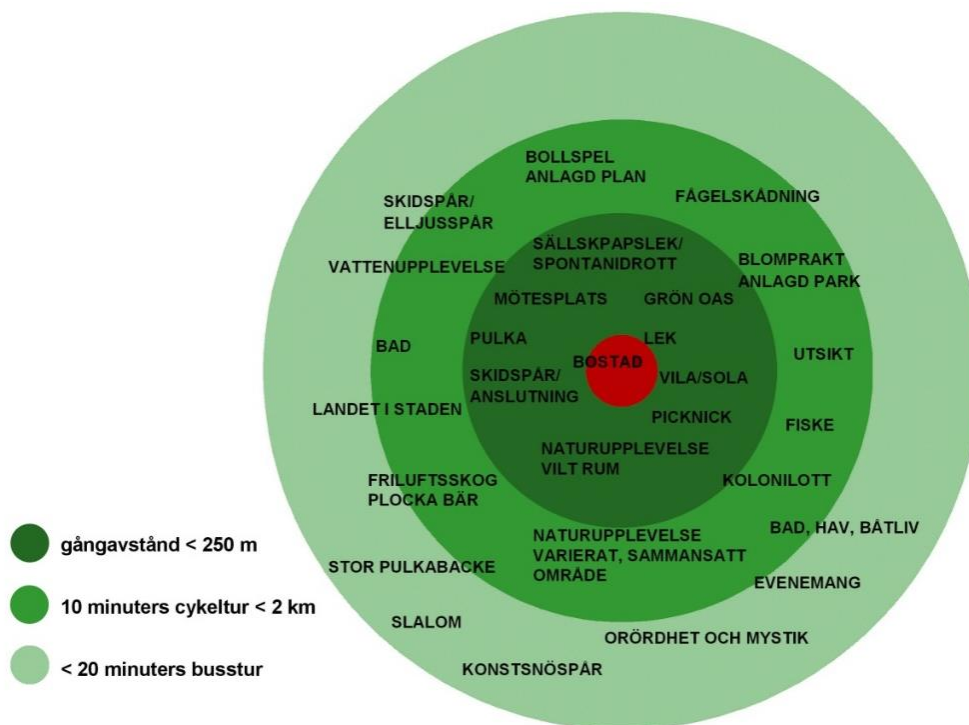 BOLLSPEL
ANLAGD PLAN
FÅGELSKÅDNING
SKIDSPÅR/
ELLJUSSPÅR
SÄLLSKPAPSLEK/
SPONTANIDROTT
VATTENUPPLEVELSE
BLOMPRAKT
ANLAGD PARK
MÖTESPLATS
GRÖN OAS
BAD
PULKA
LEK
UTSIKT
BOSTAD
SKIDSPÅR/
ANSLUTNING
VILA/SOLA
LANDET I STADEN
PICKNICK
FISKE
NATURUPPLEVELSE
VILT RUM
FRILUFTSSKOG
PLOCKA BÄR
KOLONILOTT
NATURUPPLEVELSE
VARIERAT, SAMMANSATT
OMRÅDE
BAD, HAV, BÅTLIV
STOR PULKABACKE
EVENEMANG
SLALOM
ORÖRDHET OCH MYSTIK
KONSTSNÖSPÅR
gångavstånd < 250 m
10 minuters cykeltur < 2 km
< 20 minuters busstur